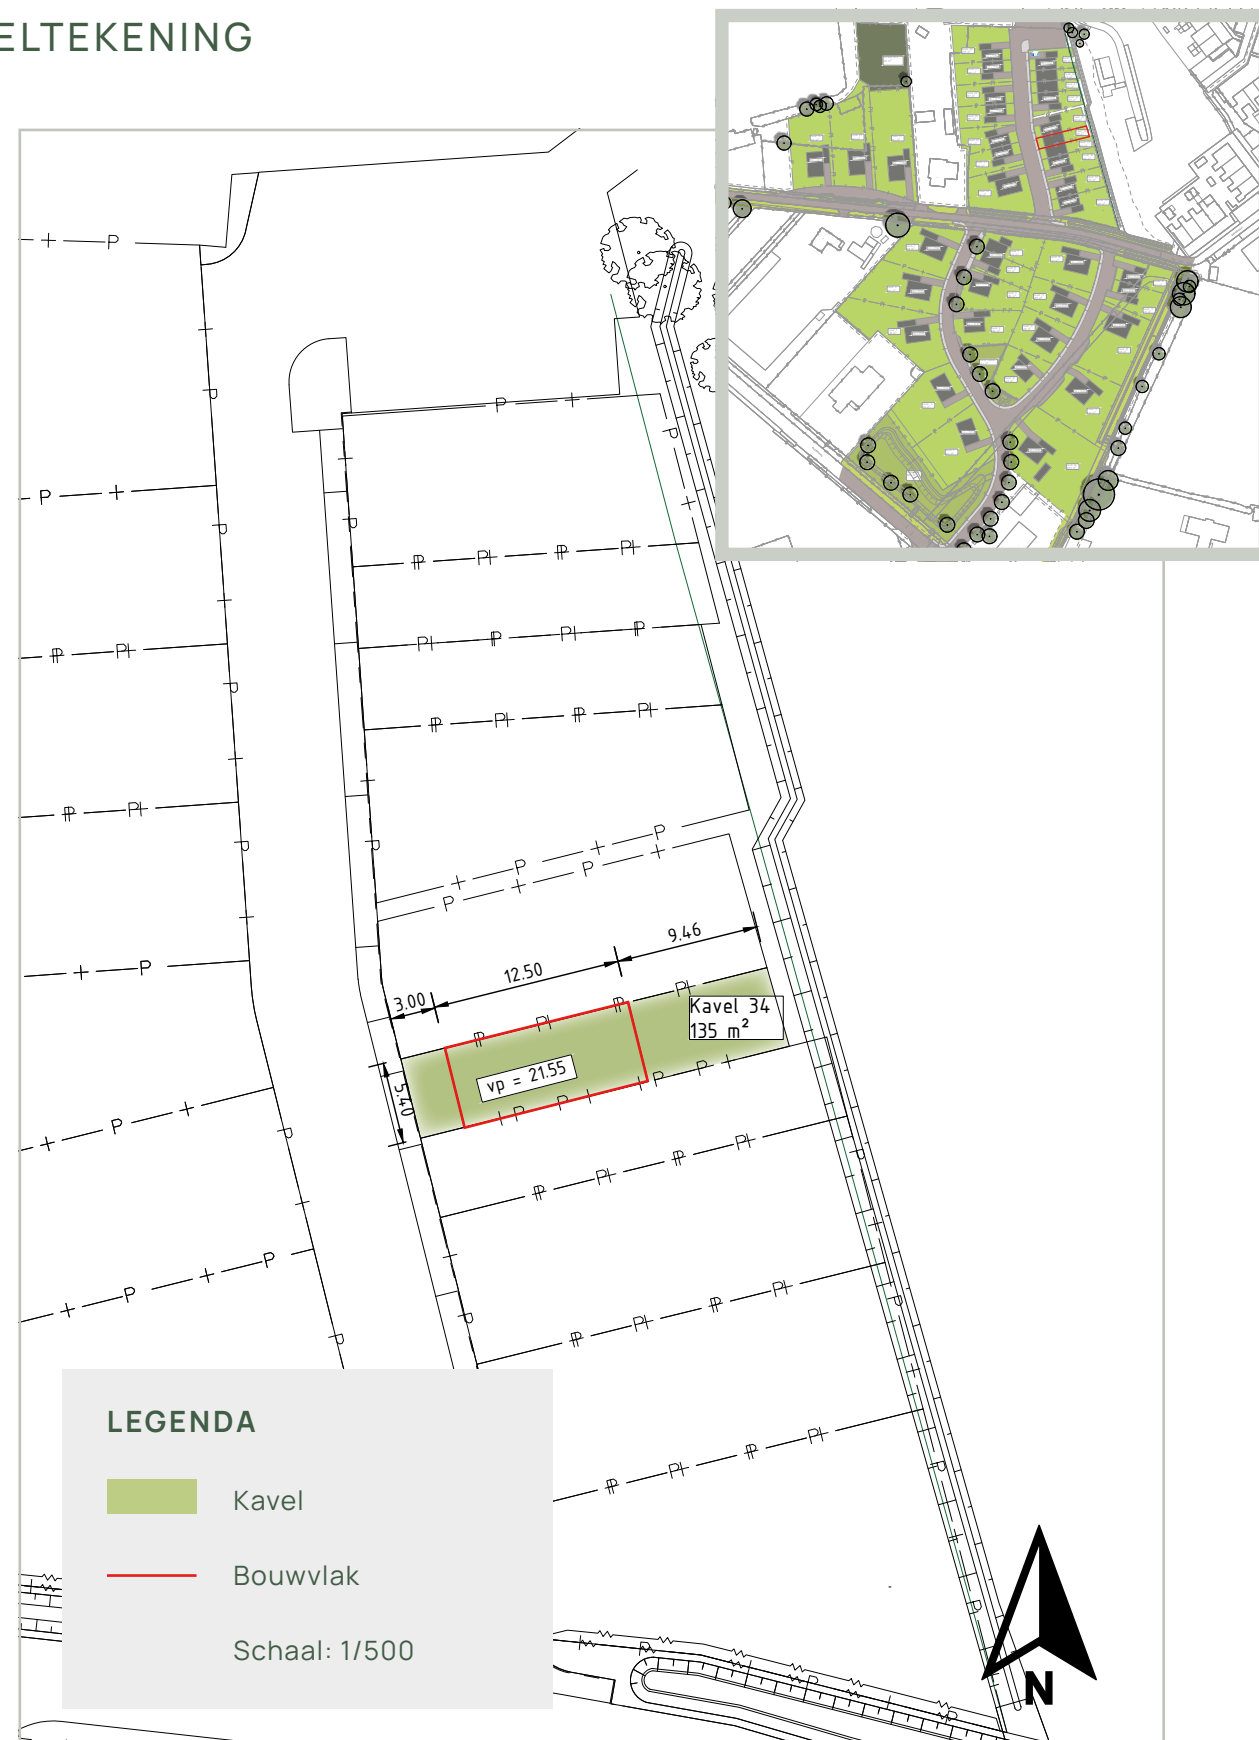 ELTEKENING
9.46
12.50
3.00
Kavel 34
135 m²
vp = 21.55
5.40
LEGENDA
Kavel
Bouwvlak
Schaal: 1/500
N